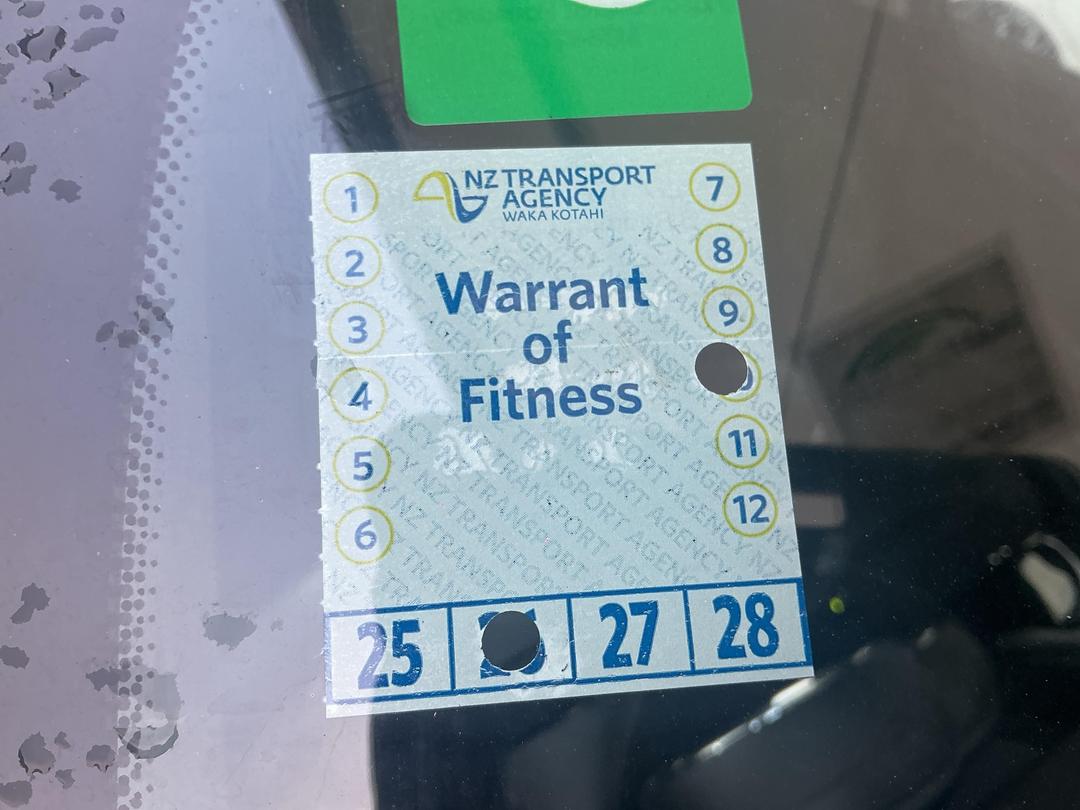 NZ TRANSPORT
AGENCY
WAKA KOTAHI
Warrant
of
Fitness
1
2
3
4
5
6
7
8
9
11
12
25
27
28